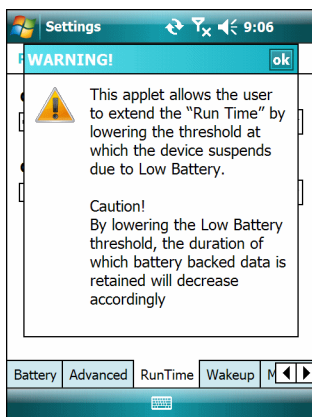 Settings 9:06
WARNING! ok
This applet allows the user
to extend the “Run Time” by
lowering the threshold at
which the device suspends
due to Low Battery.
Caution!
By lowering the Low Battery
threshold, the duration of
which battery backed data is
retained will decrease
accordingly
Battery Advanced RunTime Wakeup